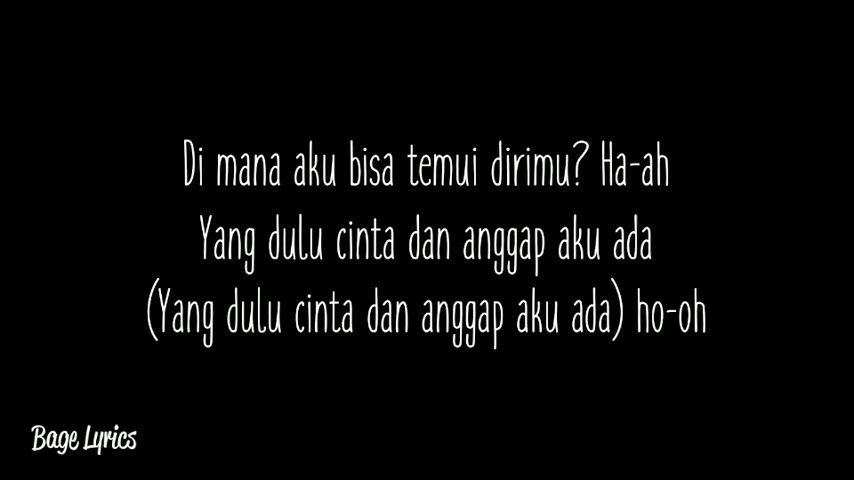 Di mana aku bisa temui dirimu? Ha-ah
Yang dulu cinta dan anggap aku ada
(Yang dulu cinta dan anggap aku ada) ho-oh
Bage Lyrics